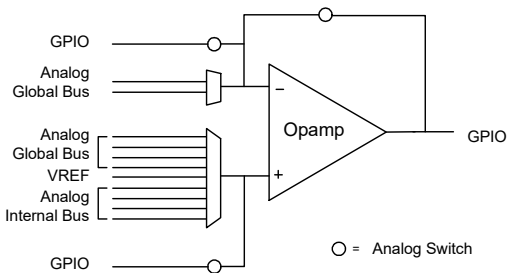 GPIO
Analog
Global Bus
−
Opamp
Analog
Global Bus
VREF
+
Analog
Internal Bus
GPIO
GPIO
= Analog Switch